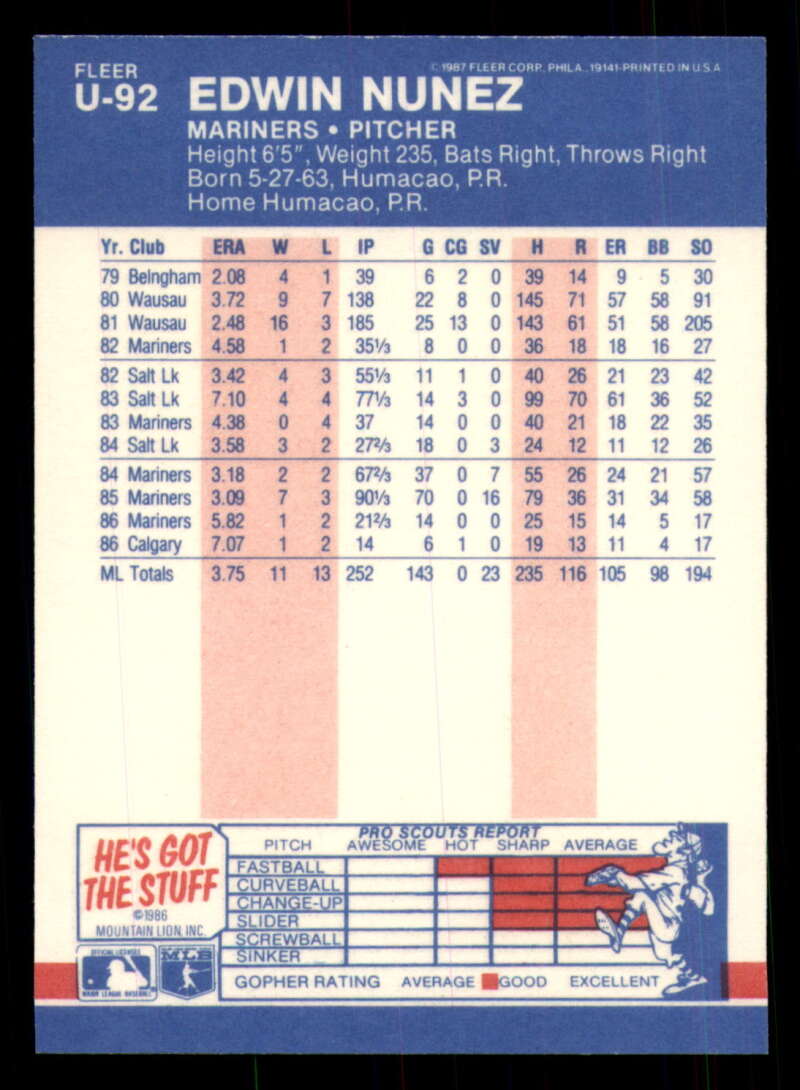 FLEER
U-92
©1987 FLEER CORP. PHILA., 19141-PRINTED IN U.S.A
EDWIN NUNEZ
MARINERS • PITCHER
Height 6'5", Weight 235, Bats Right, Throws Right
Born 5-27-63, Humacao, P.R.
Home Humacao, P.R.
Yr. Club ERA W L IP G CG SV H R ER BB SO
79 Belngham 2.08 4 1 39 6 2 0 39 14 9 5 30
80 Wausau 3.72 9 7 138 22 8 0 145 71 57 58 91
81 Wausau 2.48 16 3 185 25 13 0 143 61 51 58 205
82 Mariners 4.58 1 2 35⅓ 8 0 0 36 18 18 16 27
82 Salt Lk 3.42 4 3 55⅓ 11 1 0 40 26 21 23 42
83 Salt Lk 7.10 4 4 77⅓ 14 3 0 99 70 61 36 52
83 Mariners 4.38 0 4 37 14 0 0 40 21 18 22 35
84 Salt Lk 3.58 3 2 27⅔ 18 0 3 24 12 11 12 26
84 Mariners 3.18 2 2 67⅔ 37 0 7 55 26 24 21 57
85 Mariners 3.09 7 3 90⅓ 70 0 16 79 36 31 34 58
86 Mariners 5.82 1 2 21⅔ 14 0 0 25 15 14 5 17
86 Calgary 7.07 1 2 14 6 1 0 19 13 11 4 17
ML Totals 3.75 11 13 252 143 0 23 235 116 105 98 194
HE'S GOT
THE STUFF
©1986
MOUNTAIN LION, INC.
OFFICIAL LICENSEE
MAJOR LEAGUE BASEBALL
MLB
PRO SCOUTS REPORT
PITCH AWESOME HOT SHARP AVERAGE
FASTBALL
CURVEBALL
CHANGE-UP
SLIDER
SCREWBALL
SINKER
GOPHER RATING AVERAGE GOOD EXCELLENT